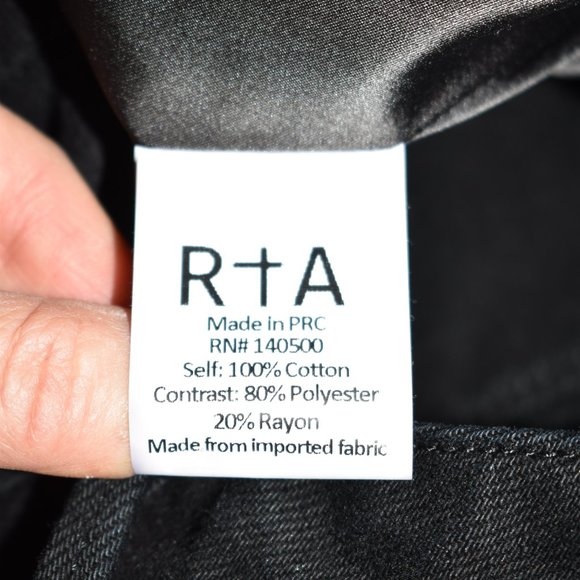 R†A
Made in PRC
RN# 140500
Self: 100% Cotton
Contrast: 80% Polyester
20% Rayon
Made from imported fabric